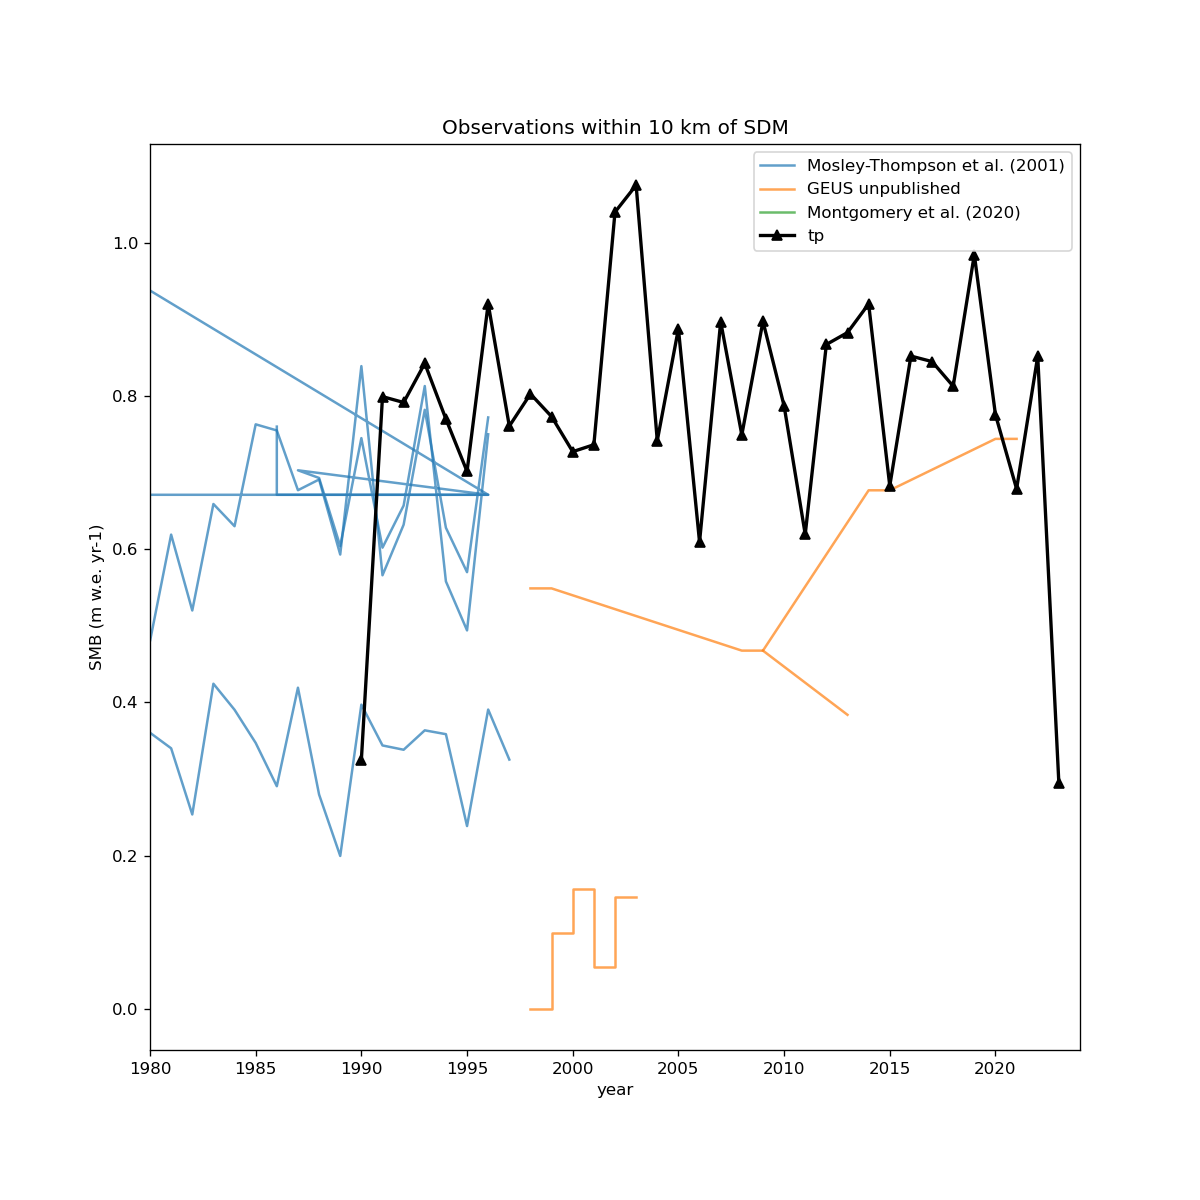 Observations within 10 km of SDM
Mosley-Thompson et al. (2001)
GEUS unpublished
Montgomery et al. (2020)
tp
SMB (m w.e. yr-1)
1.0
0.8
0.6
0.4
0.2
0.0
1980 1985 1990 1995 2000 2005 2010 2015 2020
year